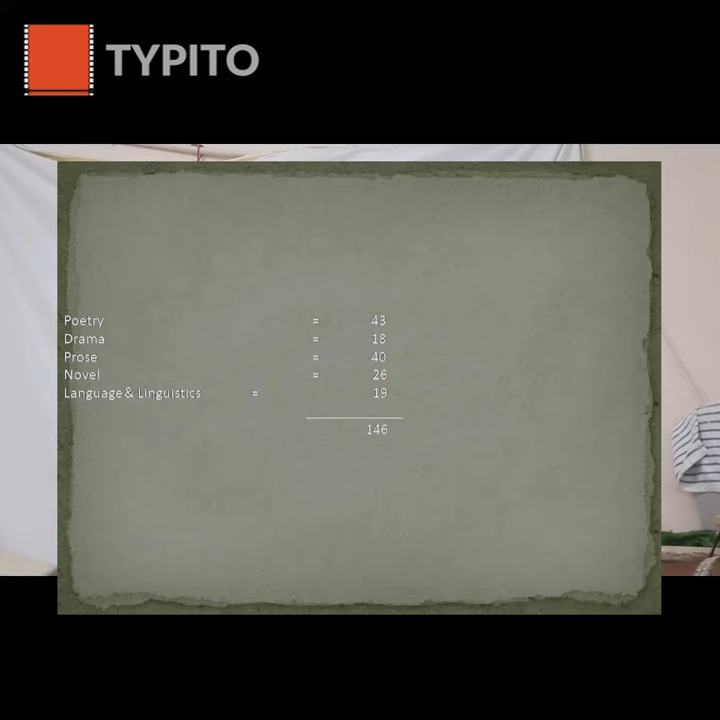 TYPITO
Poetry = 43
Drama = 18
Prose = 40
Novel = 26
Language & Linguistics = 19
146